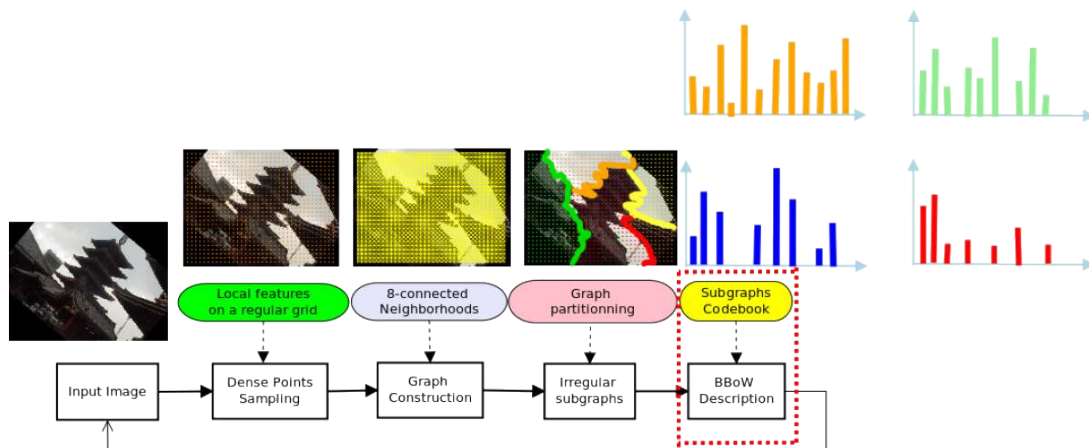 Local features
on a regular grid
8-connected
Neighborhoods
Graph
partitionning
Subgraphs
Codebook
Input Image
Dense Points
Sampling
Graph
Construction
Irregular
subgraphs
BBoW
Description